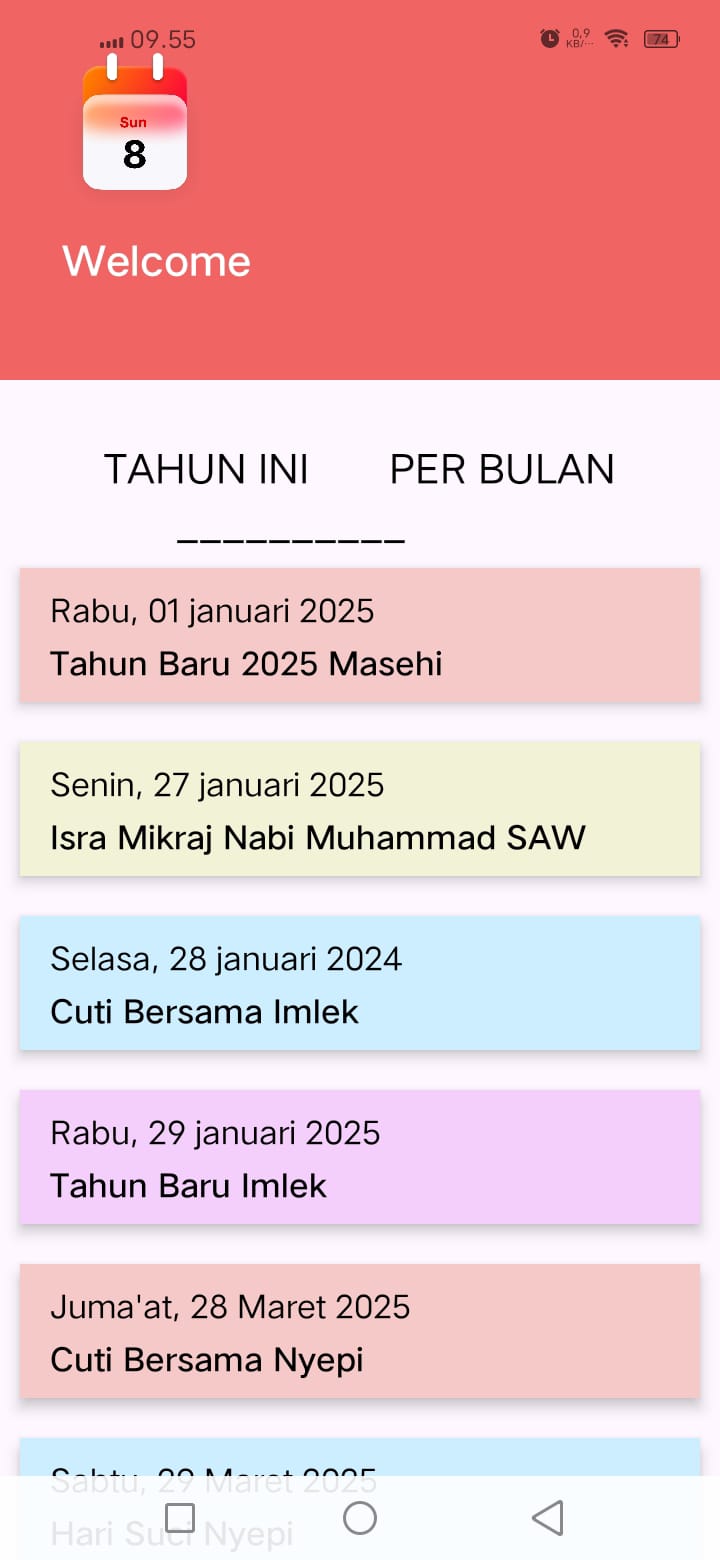 09.55
0,9
KB/...
74
Sun
8
Welcome
TAHUN INI PER BULAN
__________
Rabu, 01 januari 2025
Tahun Baru 2025 Masehi
Senin, 27 januari 2025
Isra Mikraj Nabi Muhammad SAW
Selasa, 28 januari 2024
Cuti Bersama Imlek
Rabu, 29 januari 2025
Tahun Baru Imlek
Juma'at, 28 Maret 2025
Cuti Bersama Nyepi
Sabtu, 29 Maret 2025
Hari Suci Nyepi